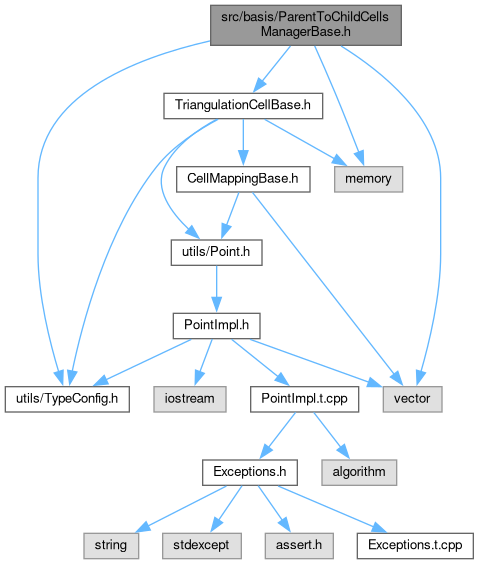 src/basis/ParentToChildCells
ManagerBase.h
TriangulationCellBase.h
CellMappingBase.h
memory
utils/Point.h
PointImpl.h
utils/TypeConfig.h
iostream
PointImpl.t.cpp
vector
Exceptions.h
algorithm
string
stdexcept
assert.h
Exceptions.t.cpp